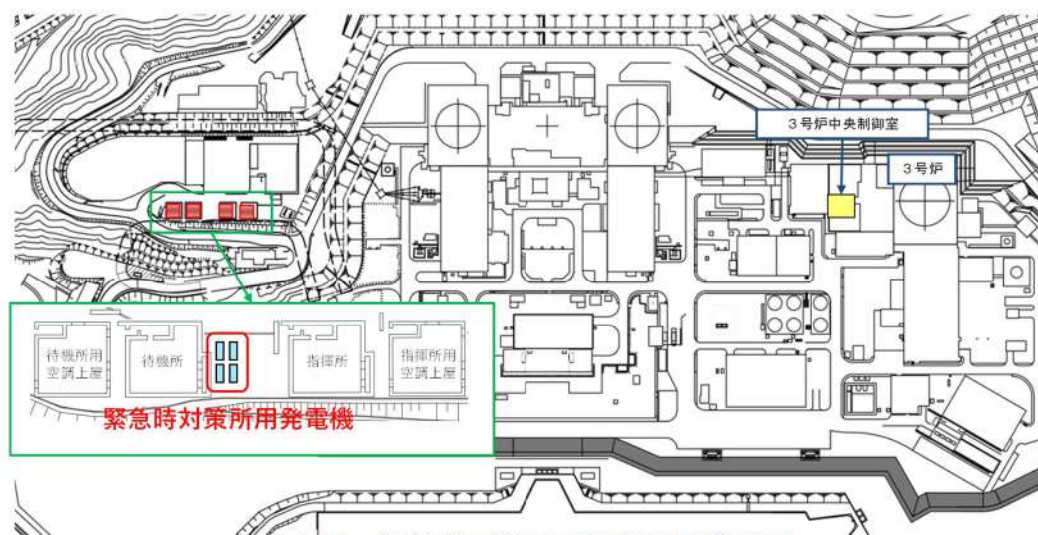 3号炉中央制御室
3号炉
待機所用
空調上屋
待機所
指揮所
指揮所用
空調上屋
緊急時対策所用発電機